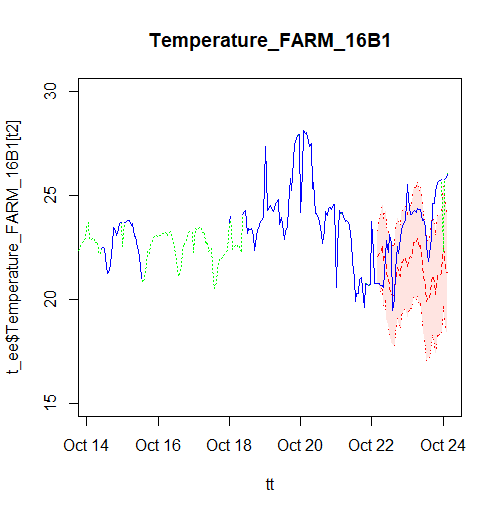 Temperature_FARM_16B1
t_ee$Temperature_FARM_16B1[t2]
30
25
20
15
Oct 14 Oct 16 Oct 18 Oct 20 Oct 22 Oct 24
tt